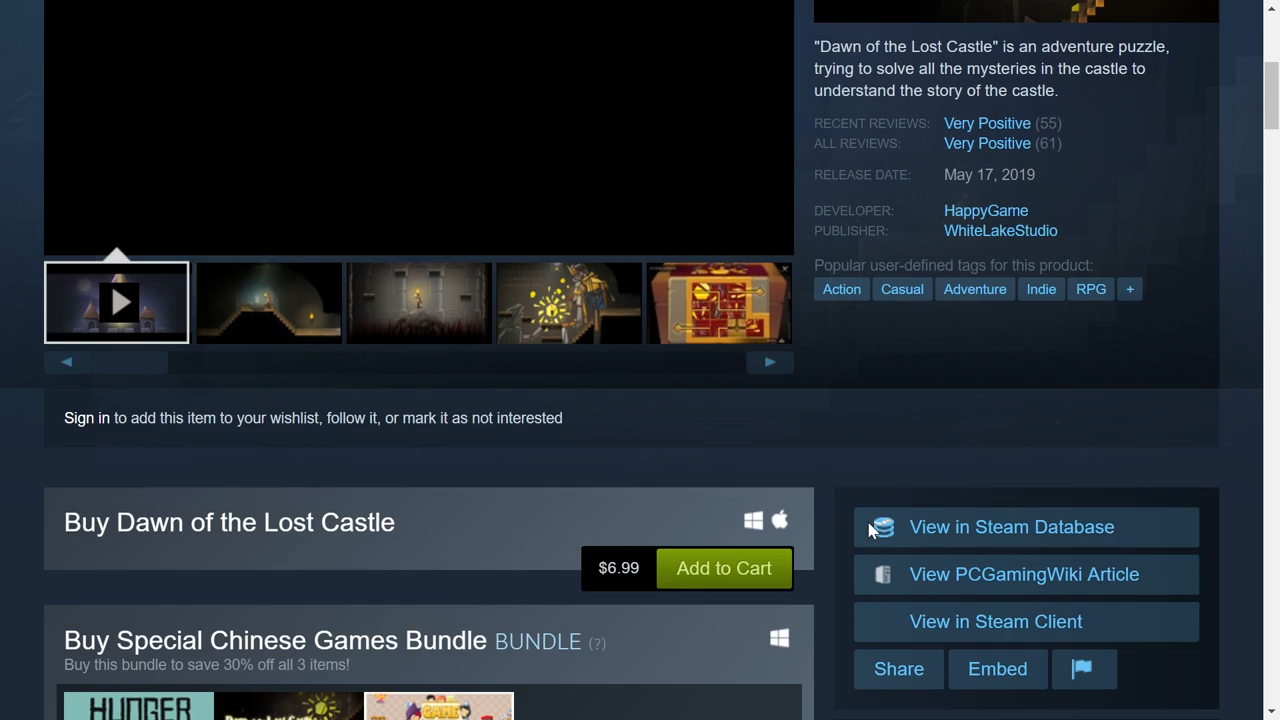 "Dawn of the Lost Castle" is an adventure puzzle,
trying to solve all the mysteries in the castle to
understand the story of the castle.
RECENT REVIEWS: Very Positive (55)
ALL REVIEWS: Very Positive (61)
RELEASE DATE: May 17, 2019
DEVELOPER: HappyGame
PUBLISHER: WhiteLakeStudio
Popular user-defined tags for this product:
Action Casual Adventure Indie RPG +
Sign in to add this item to your wishlist, follow it, or mark it as not interested
Buy Dawn of the Lost Castle
$6.99 Add to Cart
View in Steam Database
View PCGamingWiki Article
View in Steam Client
Share Embed
Buy Special Chinese Games Bundle BUNDLE (?)
Buy this bundle to save 30% off all 3 items!
HUNGER
GAME